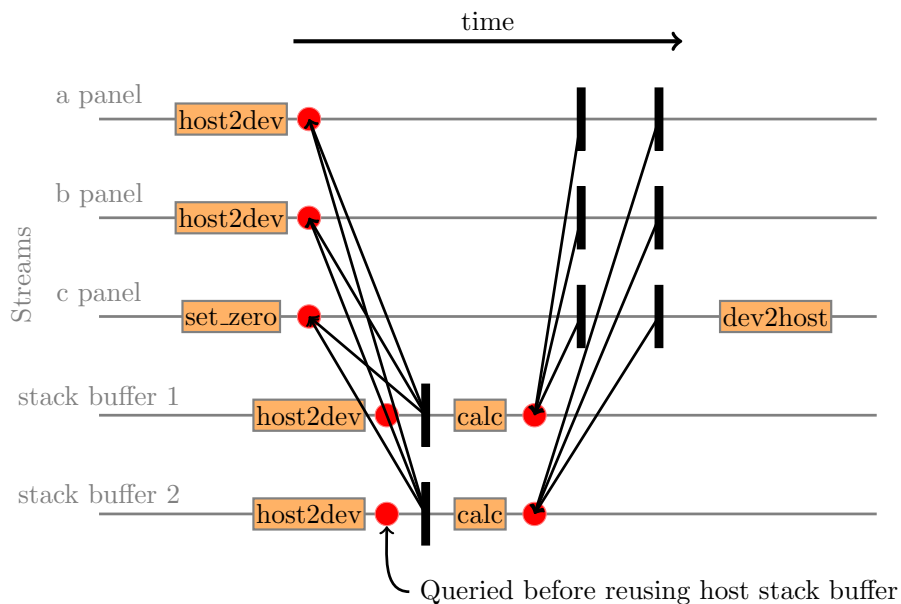 time
a panel
host2dev
b panel
host2dev
Streams
c panel
set_zero
dev2host
stack buffer 1
host2dev
calc
stack buffer 2
host2dev
calc
Queried before reusing host stack buffer